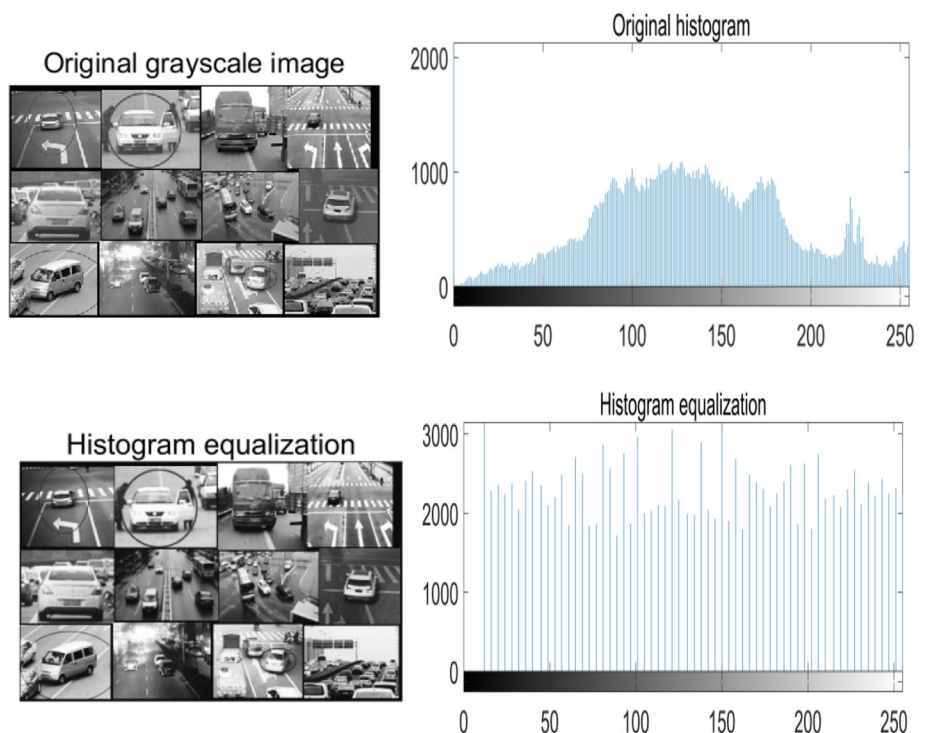 Original grayscale image
Original histogram
2000
1000
0
0 50 100 150 200 250
Histogram equalization
Histogram equalization
3000
2000
1000
0
0 50 100 150 200 250